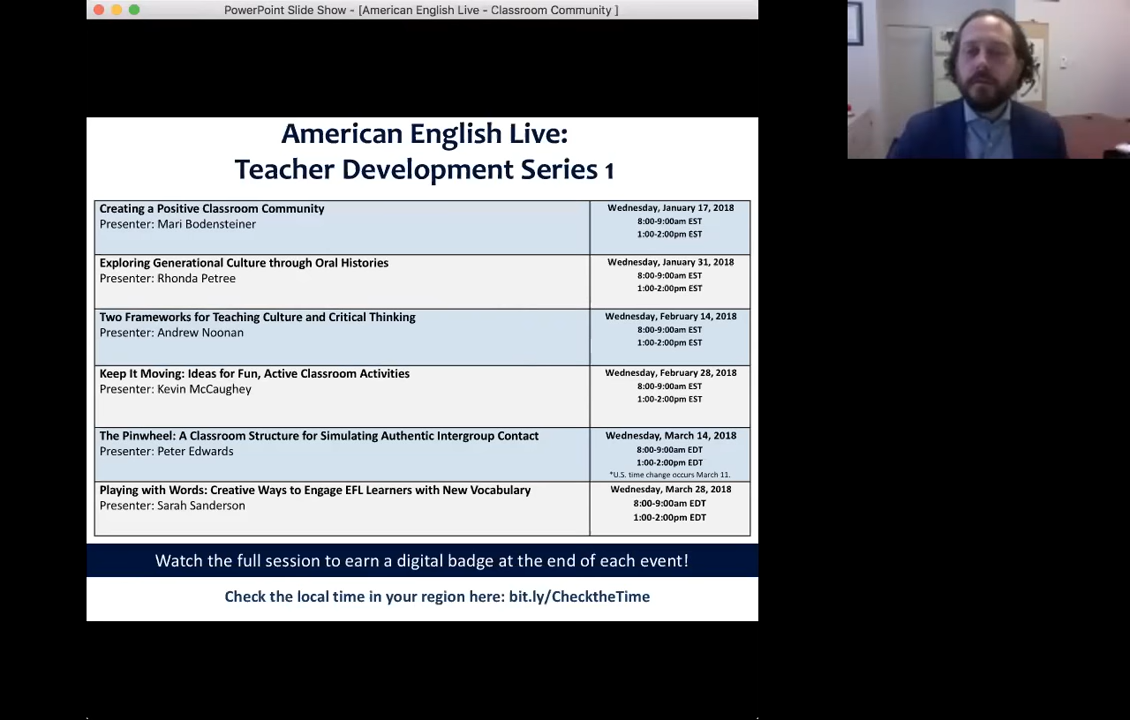 PowerPoint Slide Show - [American English Live - Classroom Community ]
American English Live:
Teacher Development Series 1
Creating a Positive Classroom Community
Presenter: Mari Bodensteiner
Wednesday, January 17, 2018
8:00-9:00am EST
1:00-2:00pm EST
Exploring Generational Culture through Oral Histories
Presenter: Rhonda Petree
Wednesday, January 31, 2018
8:00-9:00am EST
1:00-2:00pm EST
Two Frameworks for Teaching Culture and Critical Thinking
Presenter: Andrew Noonan
Wednesday, February 14, 2018
8:00-9:00am EST
1:00-2:00pm EST
Keep It Moving: Ideas for Fun, Active Classroom Activities
Presenter: Kevin McCaughey
Wednesday, February 28, 2018
8:00-9:00am EST
1:00-2:00pm EST
The Pinwheel: A Classroom Structure for Simulating Authentic Intergroup Contact
Presenter: Peter Edwards
Wednesday, March 14, 2018
8:00-9:00am EDT
1:00-2:00pm EDT
*U.S. time change occurs March 11.
Playing with Words: Creative Ways to Engage EFL Learners with New Vocabulary
Presenter: Sarah Sanderson
Wednesday, March 28, 2018
8:00-9:00am EDT
1:00-2:00pm EDT
Watch the full session to earn a digital badge at the end of each event!
Check the local time in your region here: bit.ly/ChecktheTime